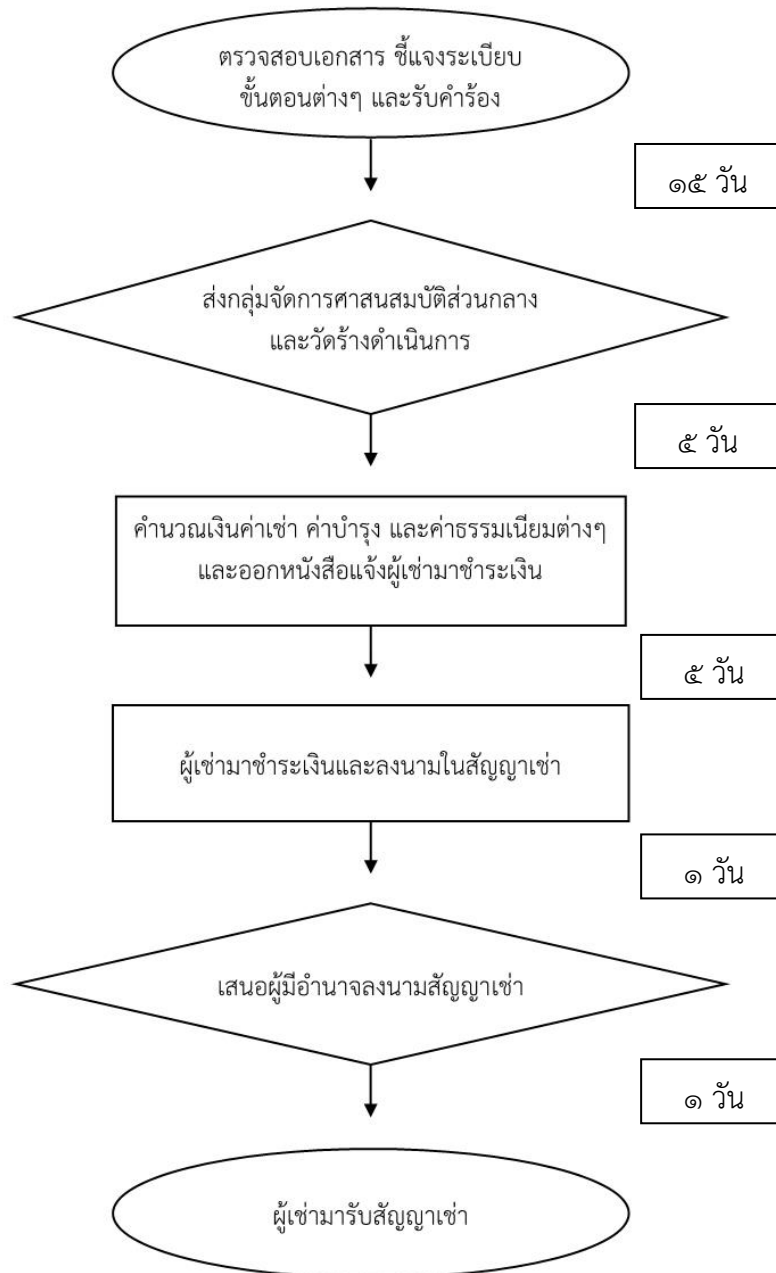 ตรวจสอบเอกสาร ชี้แจงระเบียบ
ขั้นตอนต่างๆ และรับคำร้อง
๑๕ วัน
ส่งกลุ่มจัดการศาสนสมบัติส่วนกลาง
และวัดร้างดำเนินการ
๕ วัน
คำนวณเงินค่าเช่า ค่าบำรุง และค่าธรรมเนียมต่างๆ
และออกหนังสือแจ้งผู้เช่ามาชำระเงิน
๕ วัน
ผู้เช่ามาชำระเงินและลงนามในสัญญาเช่า
๑ วัน
เสนอผู้มีอำนาจลงนามสัญญาเช่า
๑ วัน
ผู้เช่ามารับสัญญาเช่า